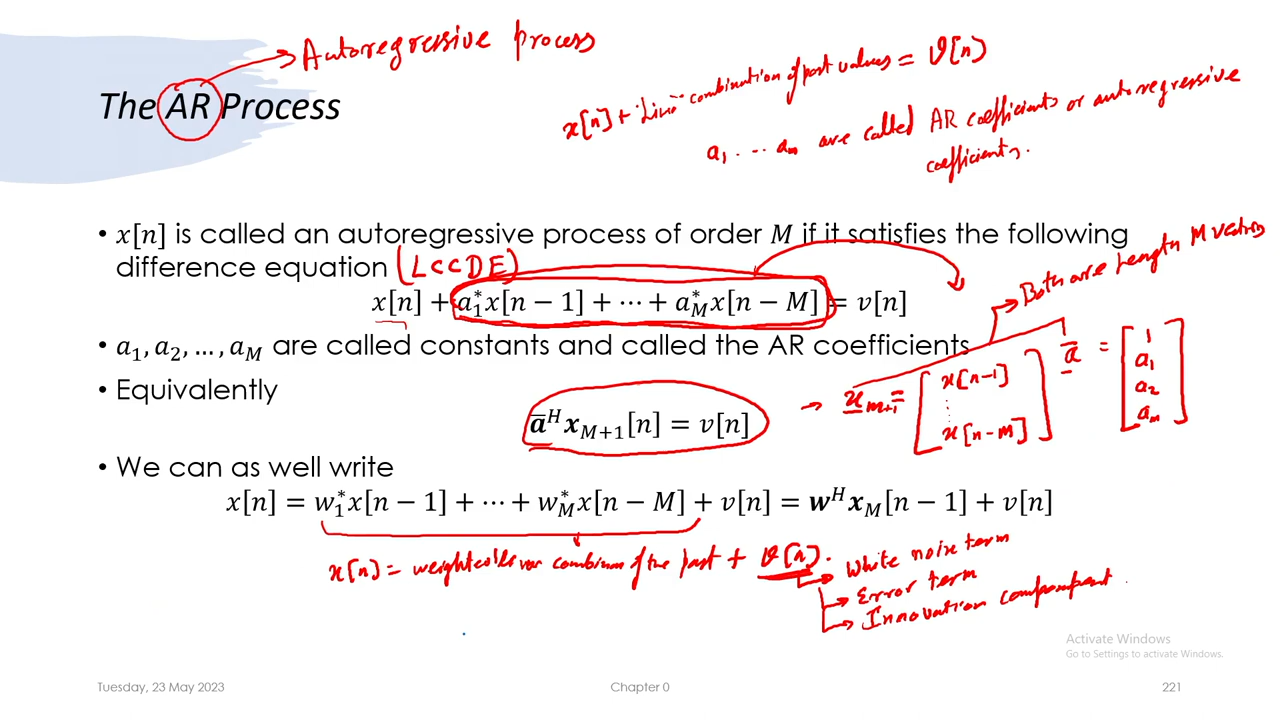 Autoregressive process
The AR Process
x[n] + "Linear" combination of past values = ϑ[n]
a₁ ... aₘ are called AR coefficients or autoregressive
coefficients.
• x[n] is called an autoregressive process of order M if it satisfies the following
difference equation (LCCDE)
x[n] + a₁*x[n − 1] + ⋯ + a_M*x[n − M] = v[n]
Both are Length M vectors
• a₁, a₂, …, a_M are called constants and called the AR coefficients
• Equivalently
a̅ᴴx_{M+1}[n] = v[n]
→ x_{m+1} = [x[n-1] ⋮ x[n-m]] a̅ = [1 a₁ a₂ aₘ]
• We can as well write
x[n] = w₁*x[n − 1] + ⋯ + w_M*x[n − M] + v[n] = wᴴx_M[n − 1] + v[n]
x[n] = weighted linear combination of the past + ϑ[n].
White noise term
Error term
Innovation component
Activate Windows
Go to Settings to activate Windows.
Tuesday, 23 May 2023
Chapter 0
221